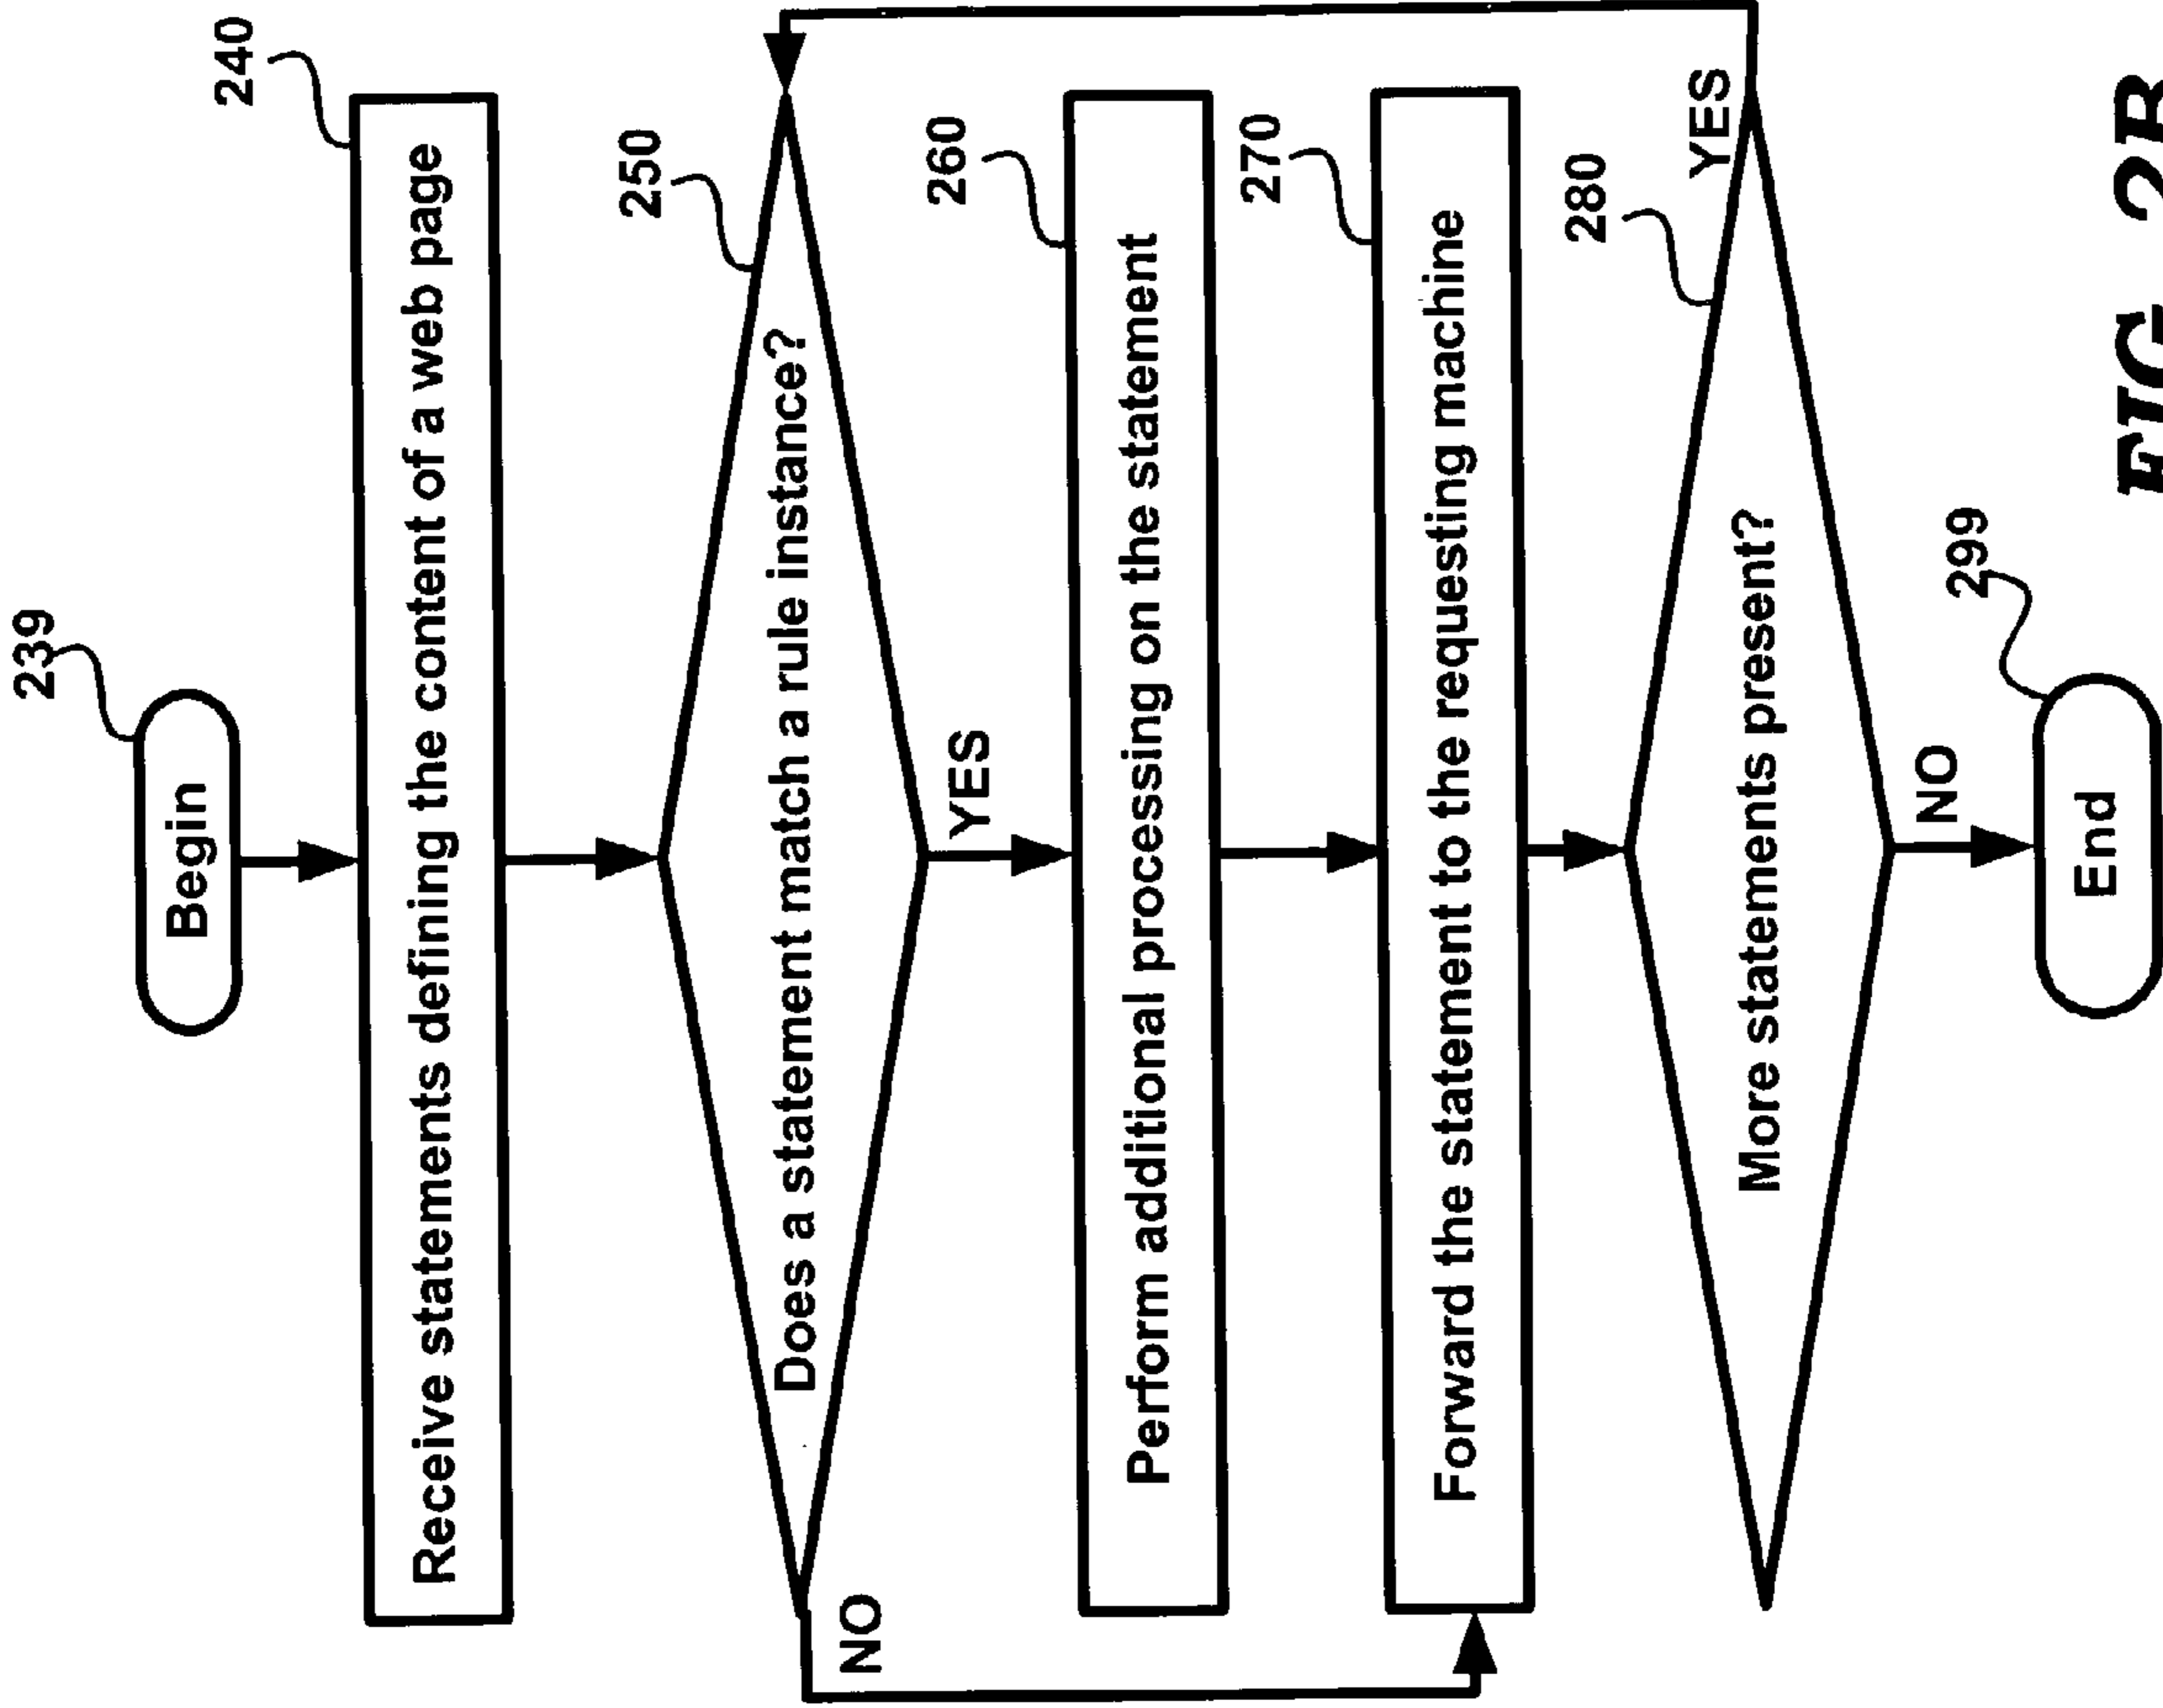 239
Begin
240
Receive statements defining the content of a web page
250
Does a statement match a rule instance?
NO
YES
260
Perform additional processing on the statement
270
Forward the statement to the requesting machine
280
YES
More statements present?
NO
299
End
FIG. 2B